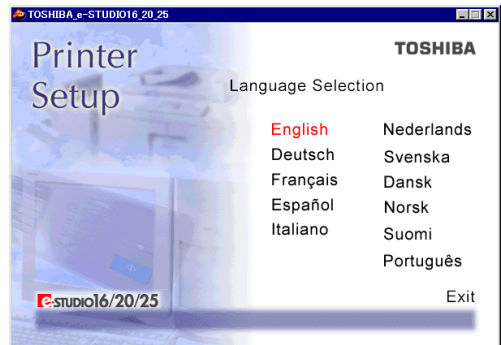 TOSHIBA_e-STUDIO16_20_25
Printer
Setup
TOSHIBA
Language Selection
English
Deutsch
Français
Español
Italiano
Nederlands
Svenska
Dansk
Norsk
Suomi
Português
e-STUDIO16/20/25
Exit